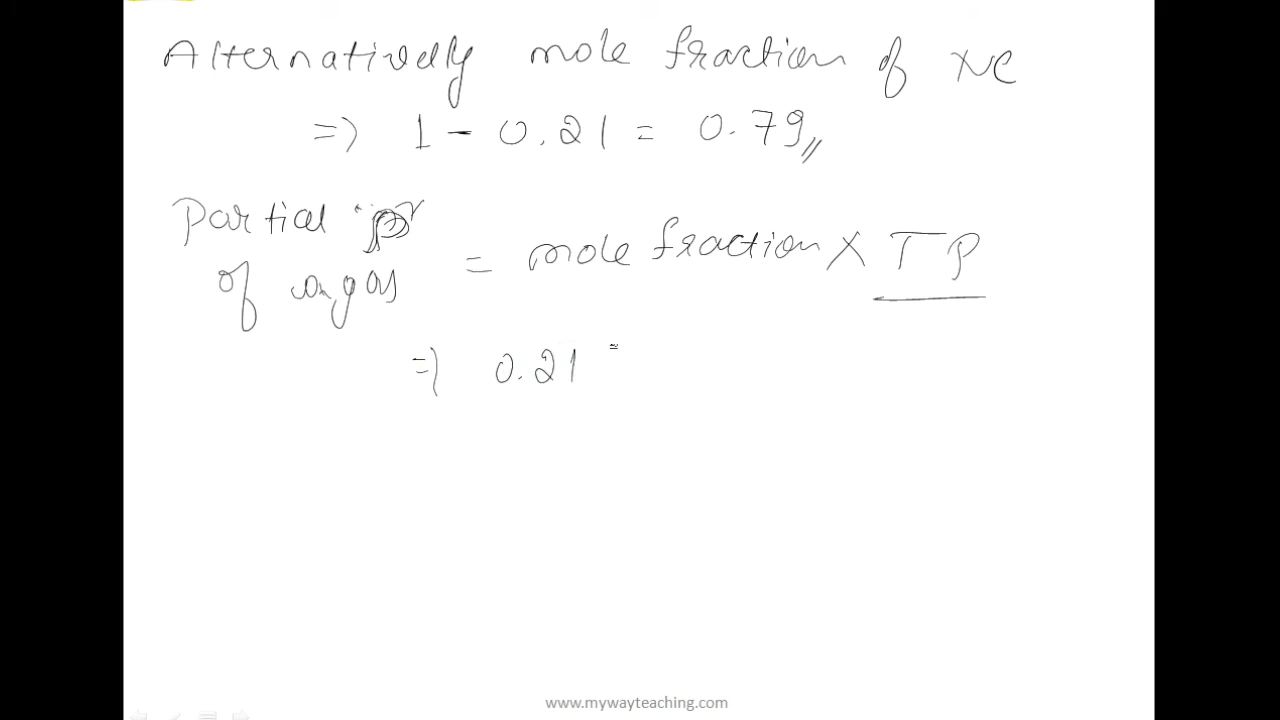 Alternatively mole fraction of Ne
=> 1 - 0.21 = 0.79
Partial
of a gas = mole fraction X TP
=> 0.21 =
www.mywayteaching.com